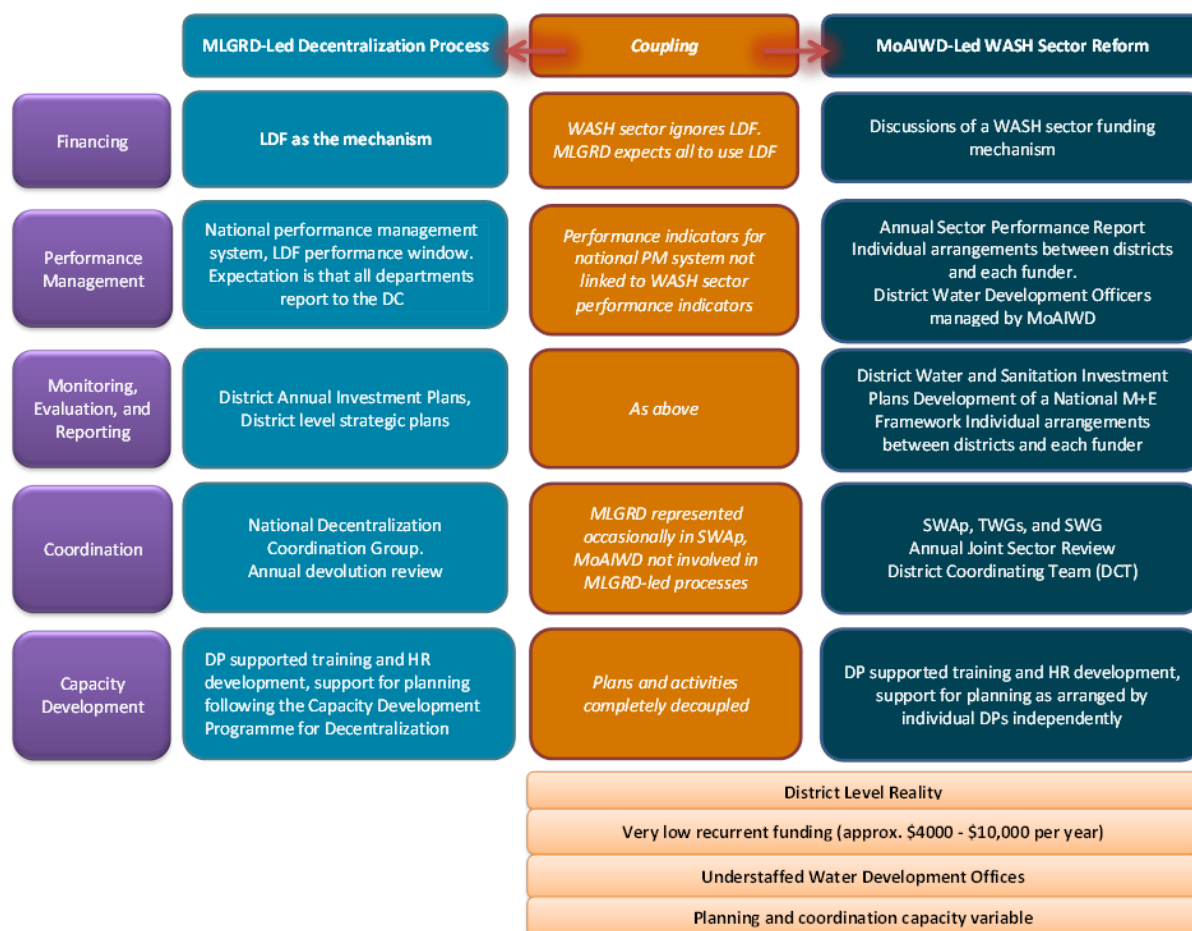 MLGRD-Led Decentralization Process
Coupling
MoAIWD-Led WASH Sector Reform
Financing
LDF as the mechanism
WASH sector ignores LDF.
MLGRD expects all to use LDF
Discussions of a WASH sector funding
mechanism
Performance
Management
National performance management
system, LDF performance window.
Expectation is that all departments
report to the DC
Performance indicators for
national PM system not
linked to WASH sector
performance indicators
Annual Sector Performance Report
Individual arrangements between districts
and each funder.
District Water Development Officers
managed by MoAIWD
Monitoring,
Evaluation, and
Reporting
District Annual Investment Plans,
District level strategic plans
As above
District Water and Sanitation Investment
Plans Development of a National M+E
Framework Individual arrangements
between districts and each funder
Coordination
National Decentralization
Coordination Group.
Annual devolution review
MLGRD represented
occasionally in SWAp,
MoAIWD not involved in
MLGRD-led processes
SWAp, TWGs, and SWG
Annual Joint Sector Review
District Coordinating Team (DCT)
Capacity
Development
DP supported training and HR
development, support for planning
following the Capacity Development
Programme for Decentralization
Plans and activities
completely decoupled
DP supported training and HR development,
support for planning as arranged by
individual DPs independently
District Level Reality
Very low recurrent funding (approx. $4000 - $10,000 per year)
Understaffed Water Development Offices
Planning and coordination capacity variable